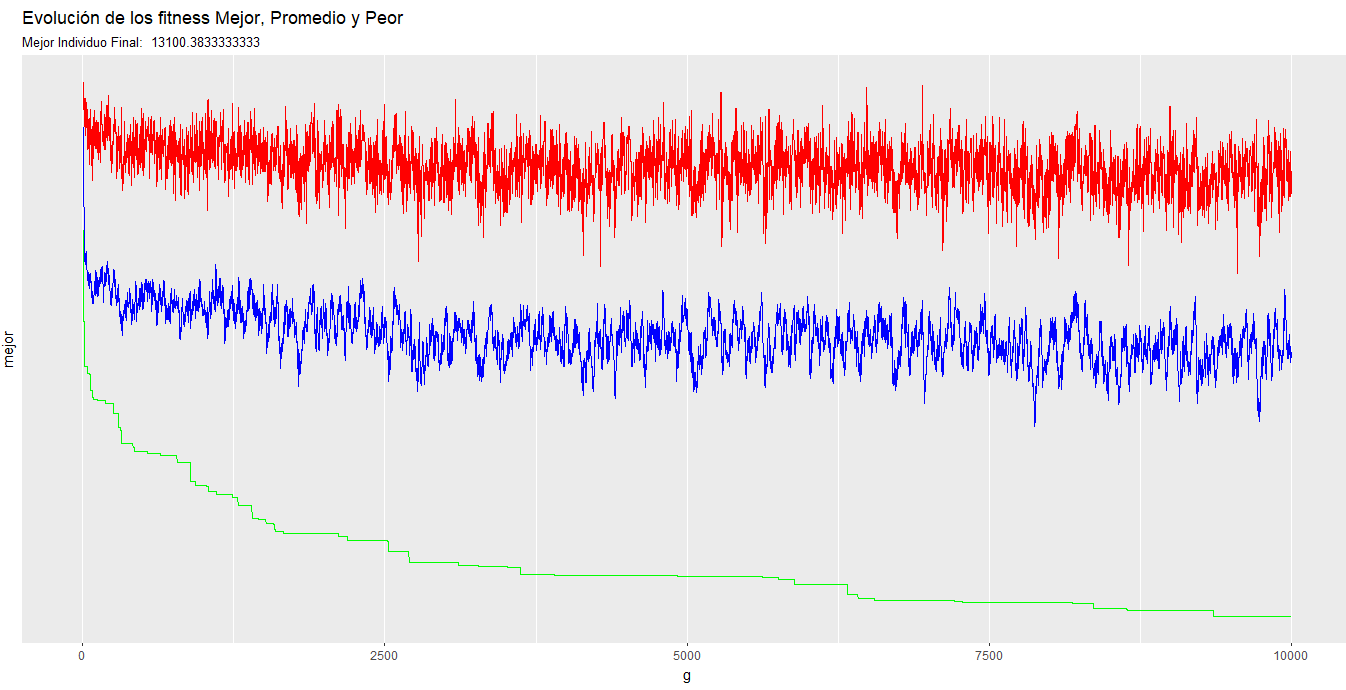 Evolución de los fitness Mejor, Promedio y Peor
Mejor Individuo Final:  13100.3833333333
mejor
0 2500 5000 7500 10000
g